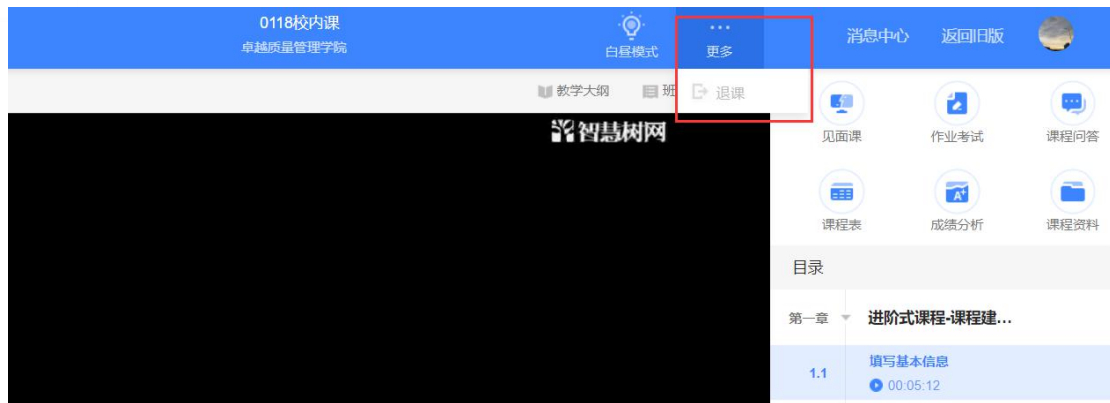 0118校内课
卓越质量管理学院
白昼模式
...
更多
消息中心
返回旧版
教学大纲
班
退课
智慧树网
见面课
作业考试
课程问答
A+
课程表
成绩分析
课程资料
目录
第一章
进阶式课程-课程建...
1.1
填写基本信息
00:05:12